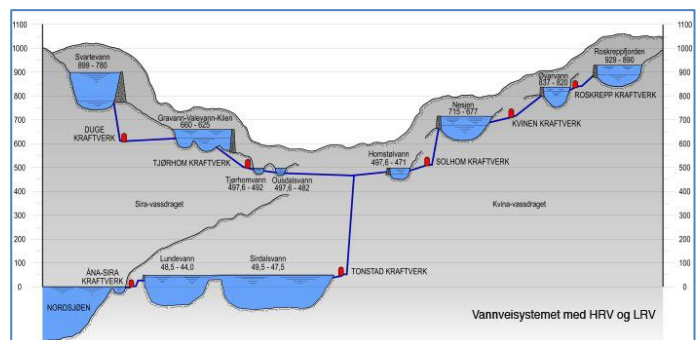 1100
1000
900
800
700
600
500
400
300
200
100
0
Svartevann
899 - 780
DUGE
KRAFTVERK
Gravann-Valevann-Kilen
660 - 625
TJØRHOM KRAFTVERK
Tjørhomvann
497,6 - 492
Ousdalsvann
497,6 - 482
Homstølvann
497,6 - 471
SOLHOM KRAFTVERK
Nesjen
715 - 677
KVINEN KRAFTVERK
Øyarvann
837 - 820
ROSKREPP KRAFTVERK
Roskreppfjorden
929 - 890
Sira-vassdraget
Kvina-vassdraget
ÅNA-SIRA
KRAFTVERK
Lundevann
48,5 - 44,0
Sirdalsvann
49,5 - 47,5
TONSTAD KRAFTVERK
NORDSJØEN
Vannveisystemet med HRV og LRV
1100
1000
900
800
700
600
500
400
300
200
100
0